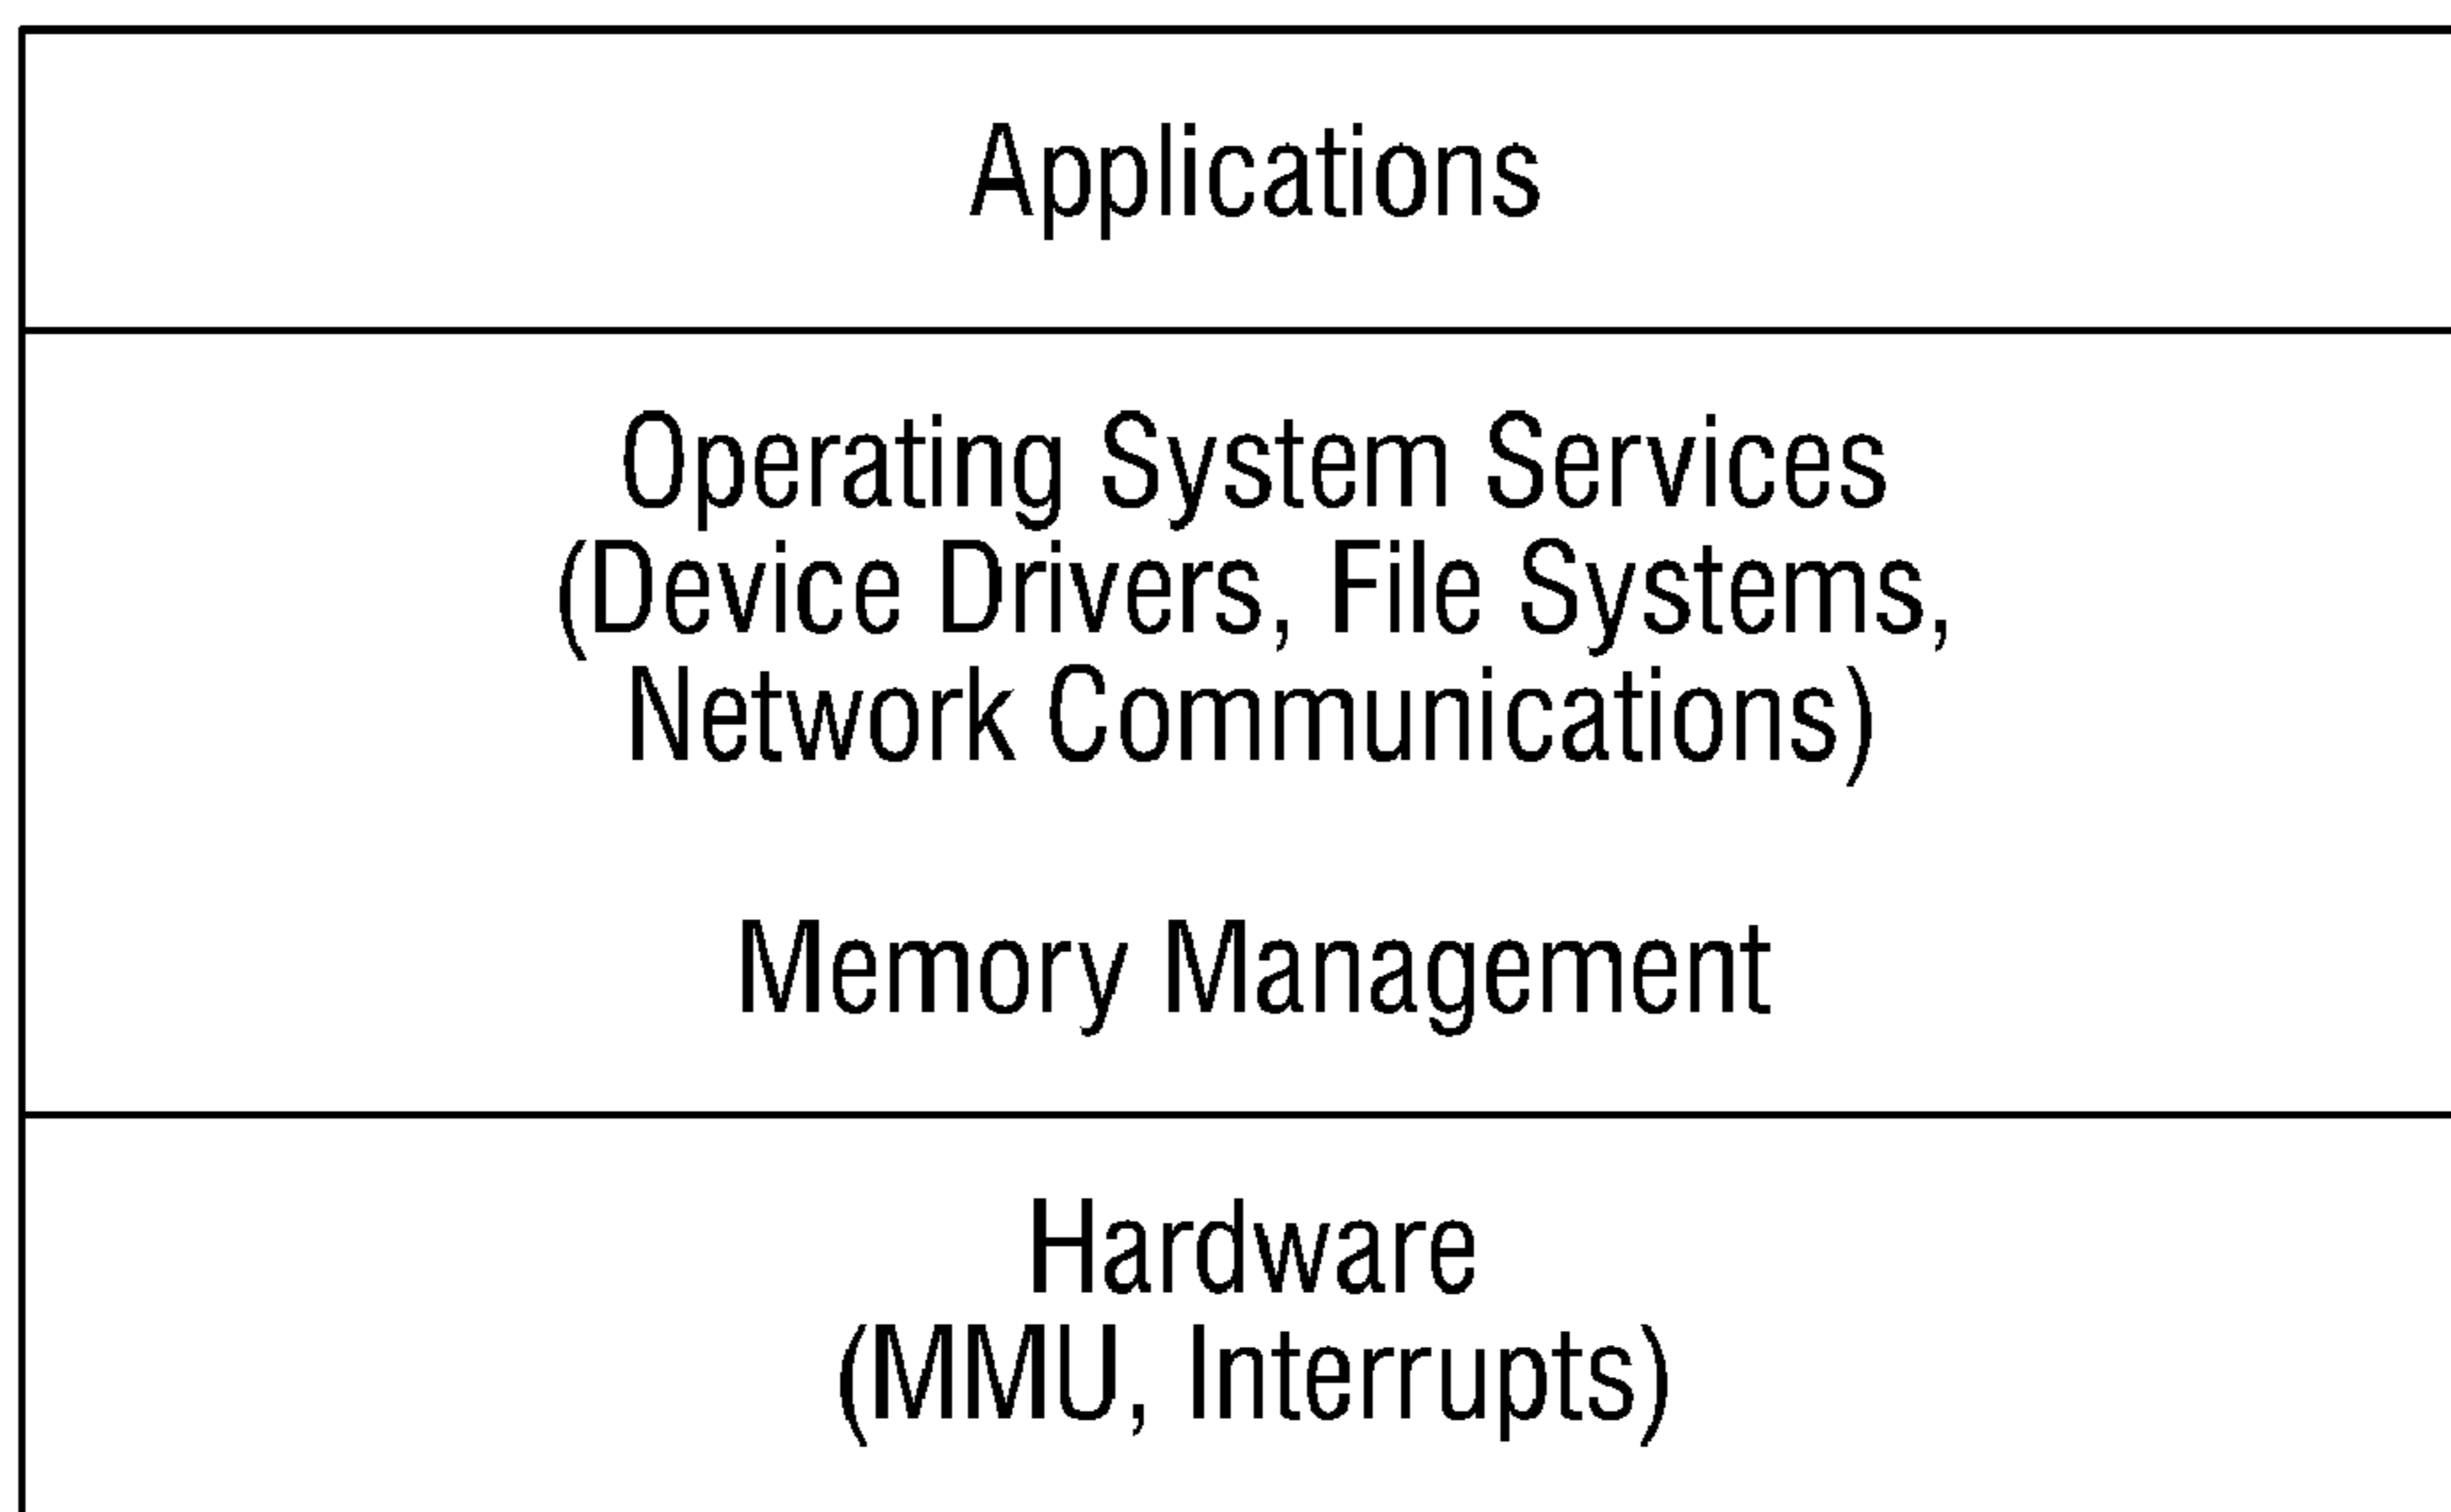 Applications
Operating System Services
(Device Drivers, File Systems,
Network Communications)
Memory Management
Hardware
(MMU, Interrupts)